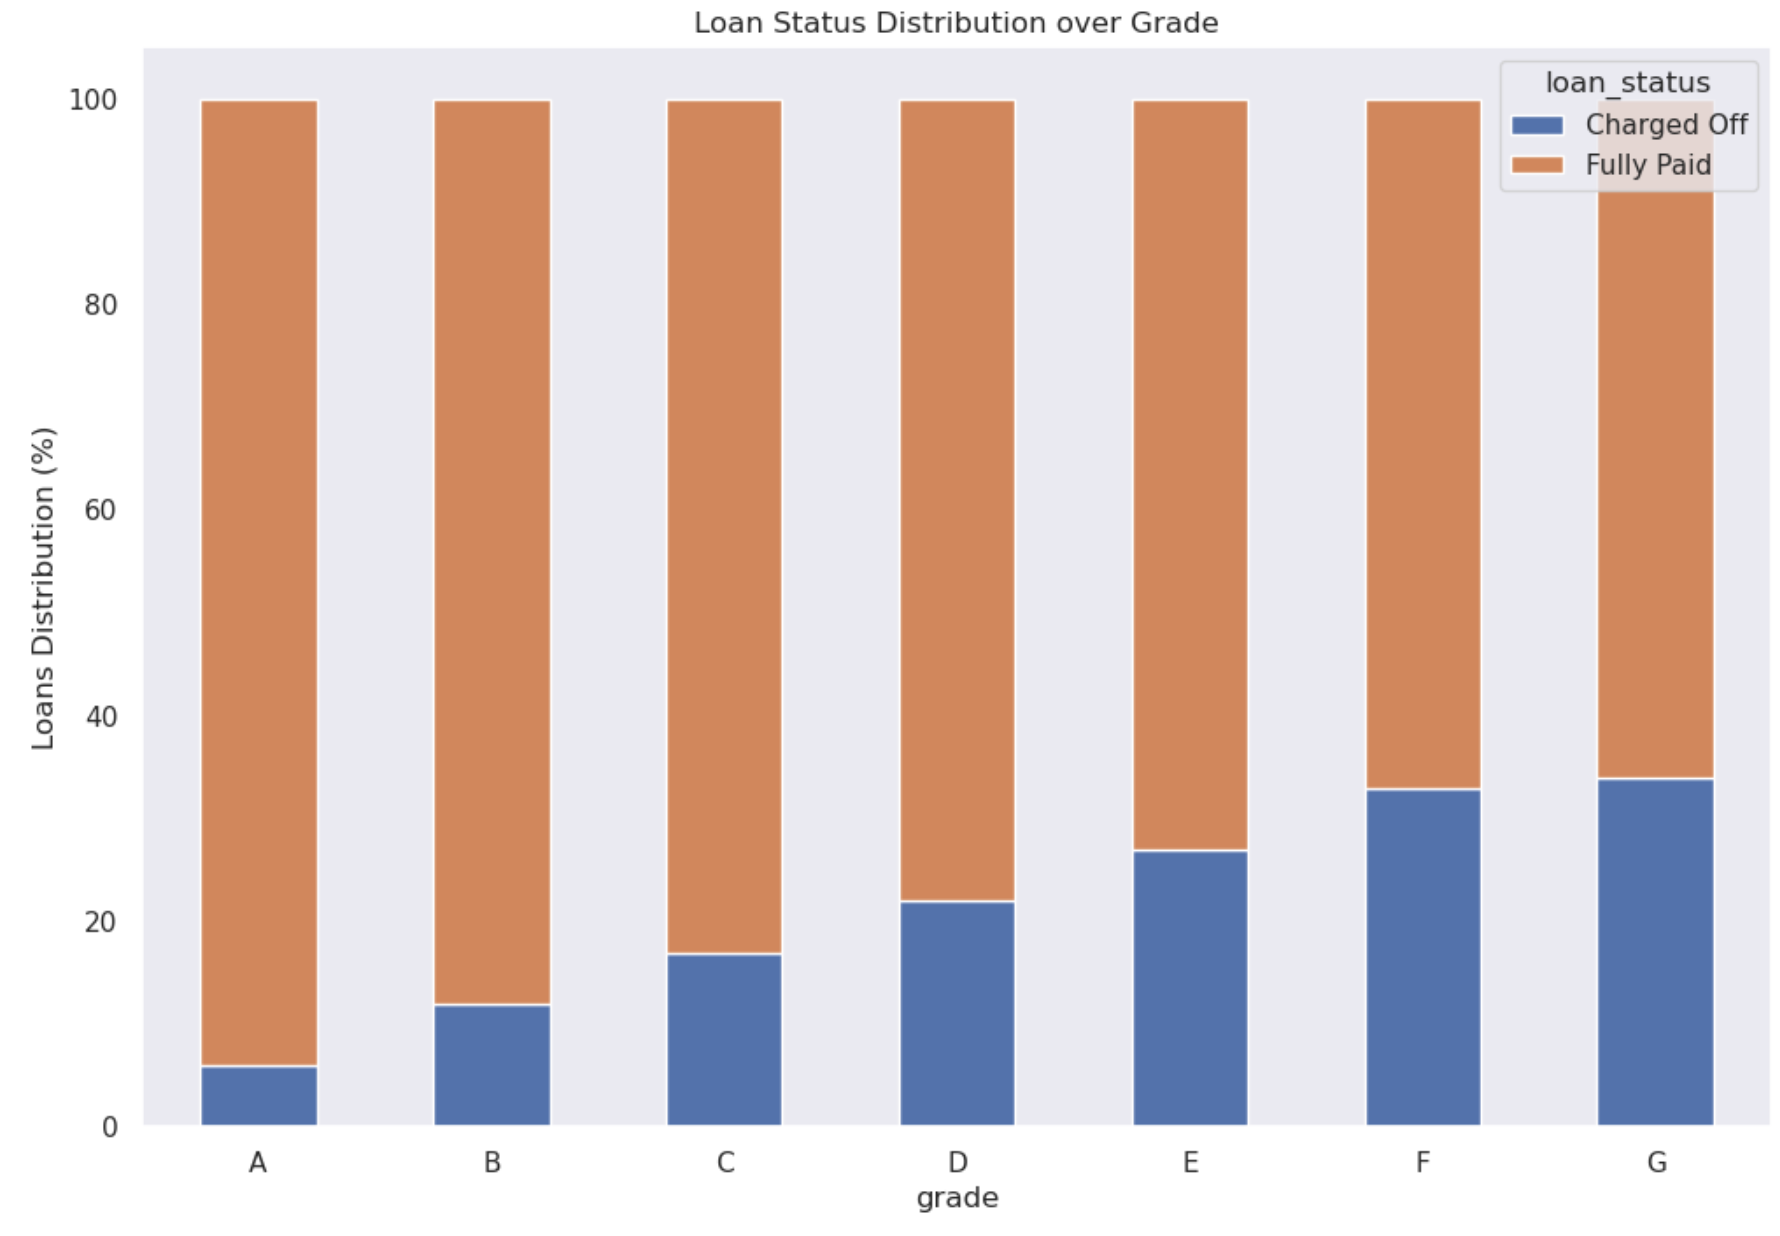 Loan Status Distribution over Grade
loan_status
Charged Off
Fully Paid
100
80
60
40
20
0
Loans Distribution (%)
A B C D E F G
grade